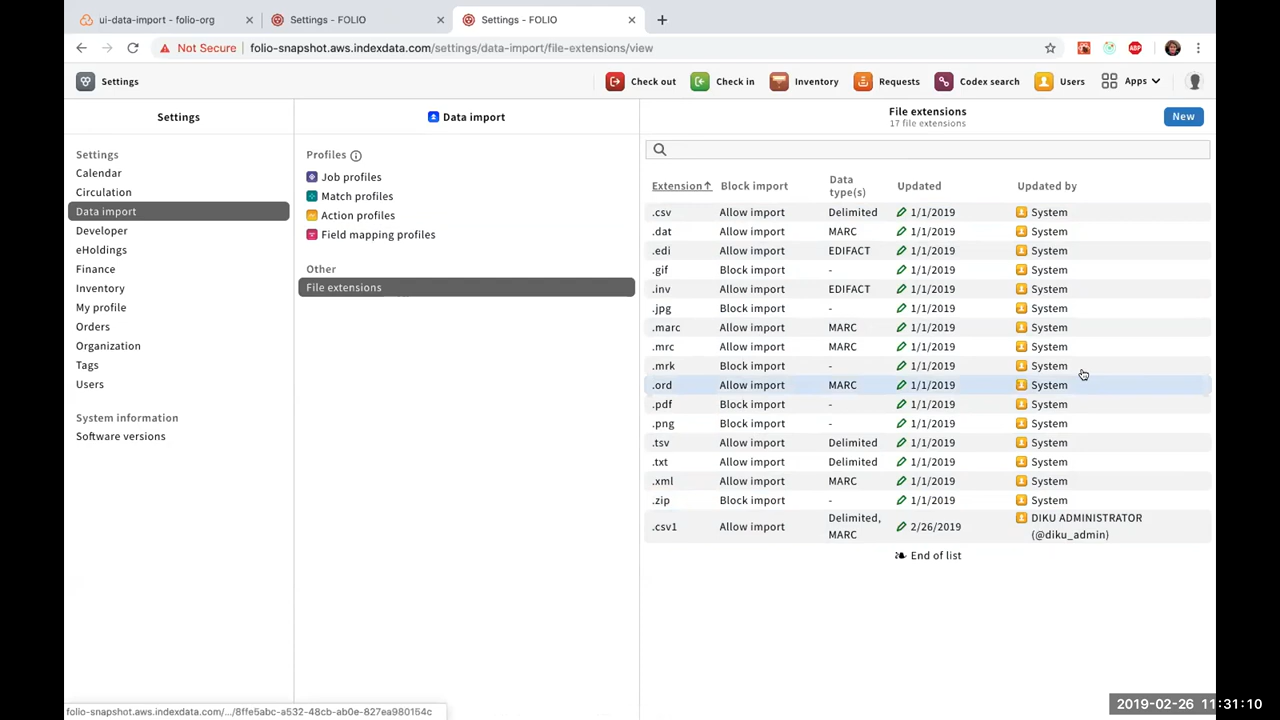 ui-data-import - folio-org
Settings - FOLIO
Settings - FOLIO
Not Secure
folio-snapshot.aws.indexdata.com/settings/data-import/file-extensions/view
ABP
Settings
Check out
Check in
Inventory
Requests
Codex search
Users
Apps
Settings
Settings
Calendar
Circulation
Data import
Developer
eHoldings
Finance
Inventory
My profile
Orders
Organization
Tags
Users
System information
Software versions
Data import
Profiles
Job profiles
Match profiles
Action profiles
Field mapping profiles
Other
File extensions
File extensions
17 file extensions
New
Extension↑ Block import Data type(s) Updated Updated by
.csv Allow import Delimited 1/1/2019 System
.dat Allow import MARC 1/1/2019 System
.edi Allow import EDIFACT 1/1/2019 System
.gif Block import - 1/1/2019 System
.inv Allow import EDIFACT 1/1/2019 System
.jpg Block import - 1/1/2019 System
.marc Allow import MARC 1/1/2019 System
.mrc Allow import MARC 1/1/2019 System
.mrk Block import - 1/1/2019 System
.ord Allow import MARC 1/1/2019 System
.pdf Block import - 1/1/2019 System
.png Block import - 1/1/2019 System
.tsv Allow import Delimited 1/1/2019 System
.txt Allow import Delimited 1/1/2019 System
.xml Allow import MARC 1/1/2019 System
.zip Block import - 1/1/2019 System
.csv1 Allow import Delimited, MARC 2/26/2019 DIKU ADMINISTRATOR (@diku_admin)
End of list
folio-snapshot.aws.indexdata.com/.../8ffe5abc-a532-48cb-ab0e-827ea980154c
2019-02-26 11:31:10